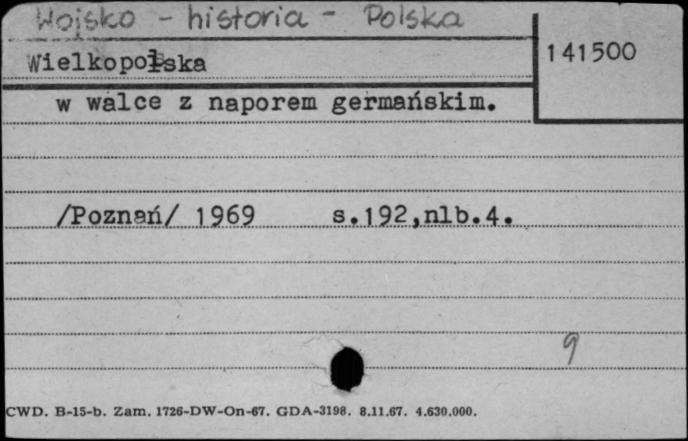 Wojsko - historia - Polska
Wielkopolska
141500
w walce z naporem germańskim.
/Poznań/ 1969 s.192,nlb.4.
9
CWD. B-15-b. Zam. 1726-DW-On-67. GDA-3198. 8.11.67. 4.630.000.